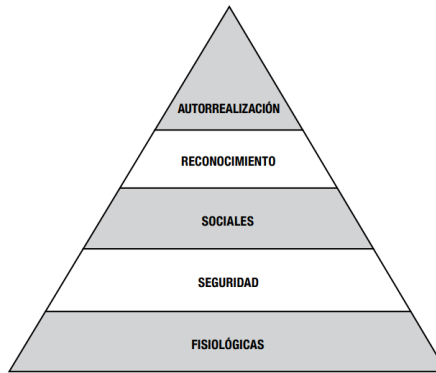 AUTORREALIZACIÓN
RECONOCIMIENTO
SOCIALES
SEGURIDAD
FISIOLÓGICAS